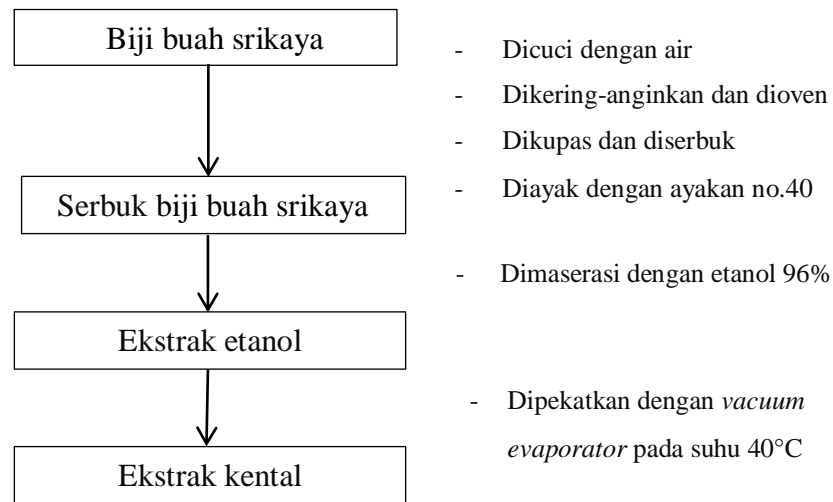 Biji buah srikaya
- Dicuci dengan air
- Dikering-anginkan dan dioven
- Dikupas dan diserbuk
- Diayak dengan ayakan no.40
Serbuk biji buah srikaya
- Dimaserasi dengan etanol 96%
Ekstrak etanol
- Dipekatkan dengan vacuum
evaporator pada suhu 40°C
Ekstrak kental